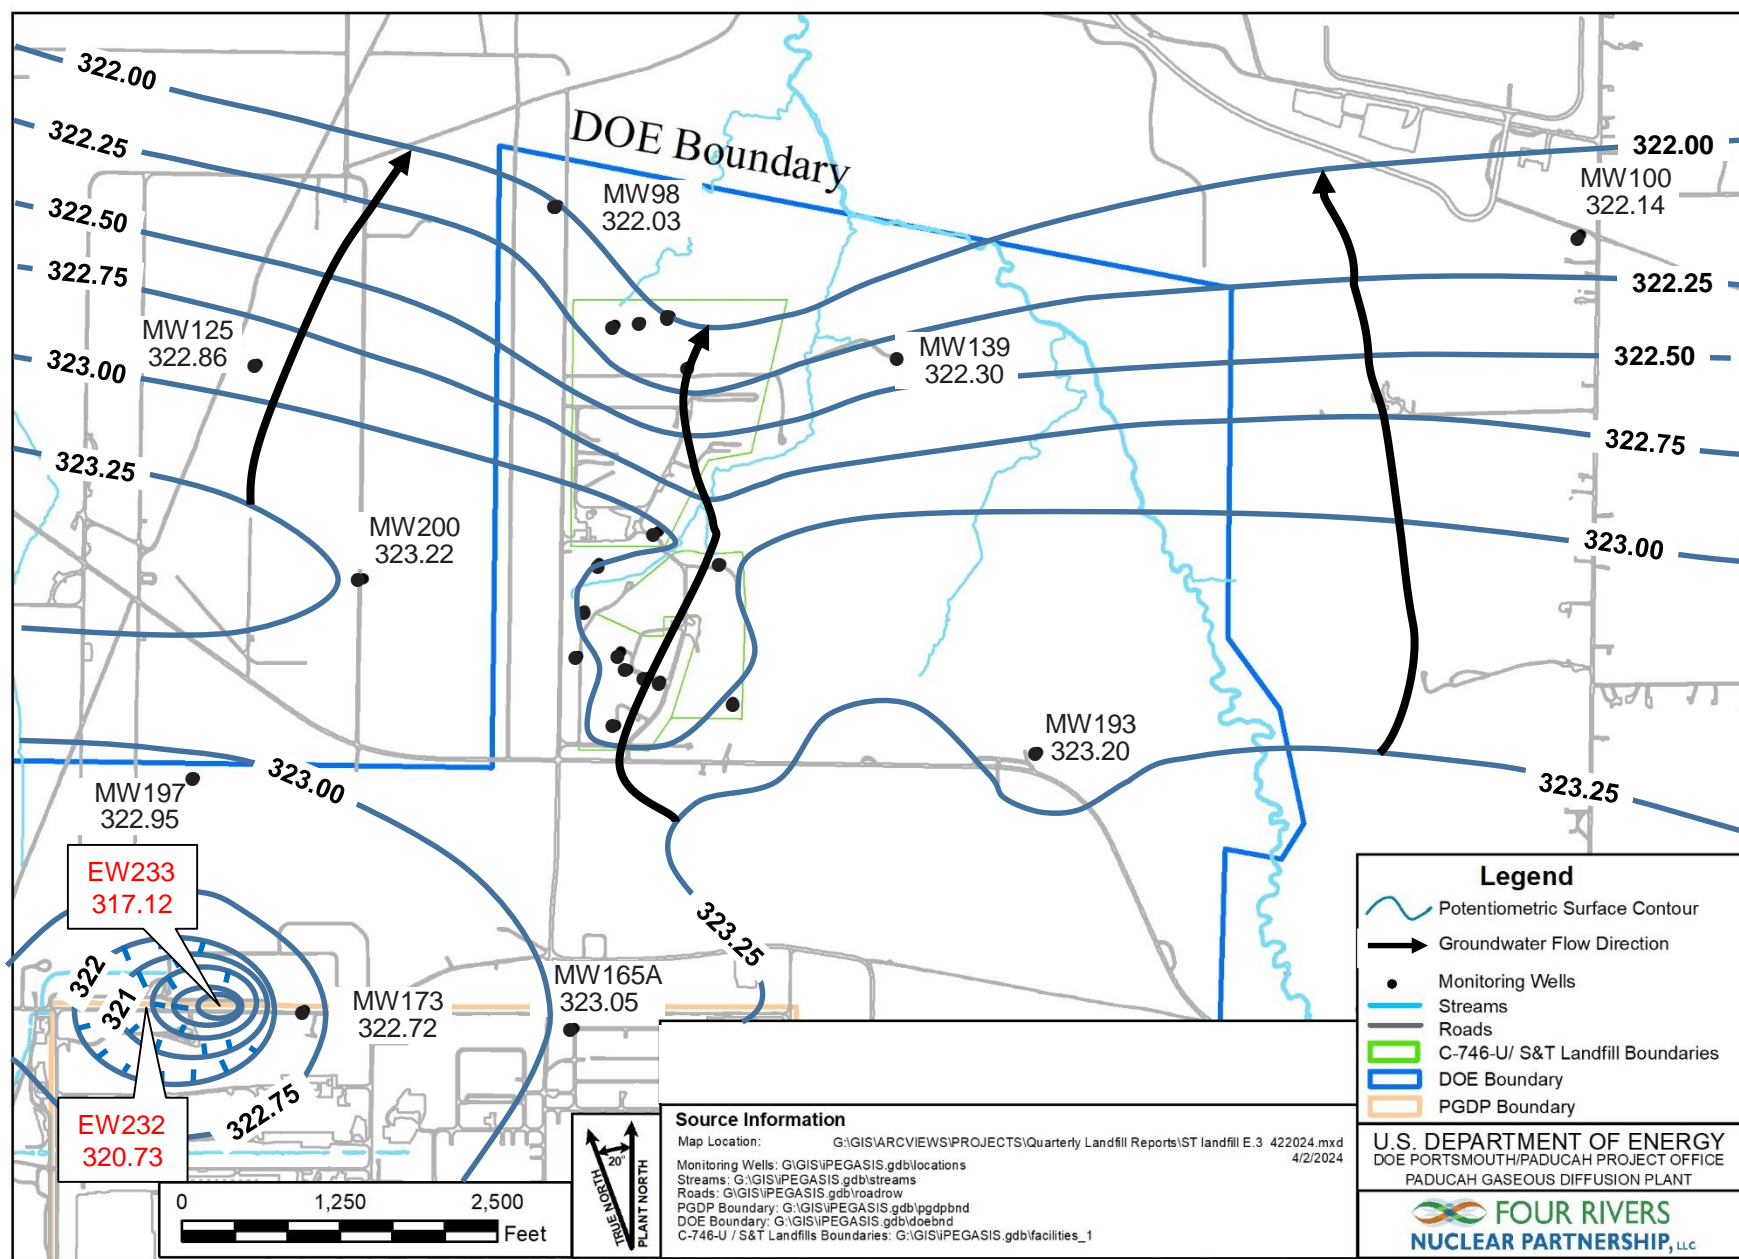 322.00
322.25
322.50
322.75
323.00
323.25
DOE Boundary
MW98
322.03
322.00
MW100
322.14
322.25
MW125
322.86
MW139
322.30
322.50
322.75
MW200
323.22
323.00
MW193
323.20
323.25
323.00
MW197
322.95
EW233
317.12
323.25
322
321
MW173
322.72
MW165A
323.05
322.75
EW232
320.73
0 1,250 2,500
Feet
20°
TRUE NORTH
PLANT NORTH
Legend
Potentiometric Surface Contour
Groundwater Flow Direction
Monitoring Wells
Streams
Roads
C-746-U/ S&T Landfill Boundaries
DOE Boundary
PGDP Boundary
Source Information
Map Location: G:\GIS\ARCVIEWS\PROJECTS\Quarterly Landfill Reports\ST landfill E.3 422024.mxd
4/2/2024
Monitoring Wells: G\GIS\iPEGASIS.gdb\locations
Streams: G:\GIS\iPEGASIS.gdb\streams
Roads: G\GIS\iPEGASIS.gdb\roadrow
PGDP Boundary: G:\GIS\iPEGASIS.gdb\pgdpbnd
DOE Boundary: G:\GIS\iPEGASIS.gdb\doebnd
C-746-U / S&T Landfills Boundaries: G:\GIS\iPEGASIS.gdb\facilities_1
U.S. DEPARTMENT OF ENERGY
DOE PORTSMOUTH/PADUCAH PROJECT OFFICE
PADUCAH GASEOUS DIFFUSION PLANT
FOUR RIVERS
NUCLEAR PARTNERSHIP, LLC